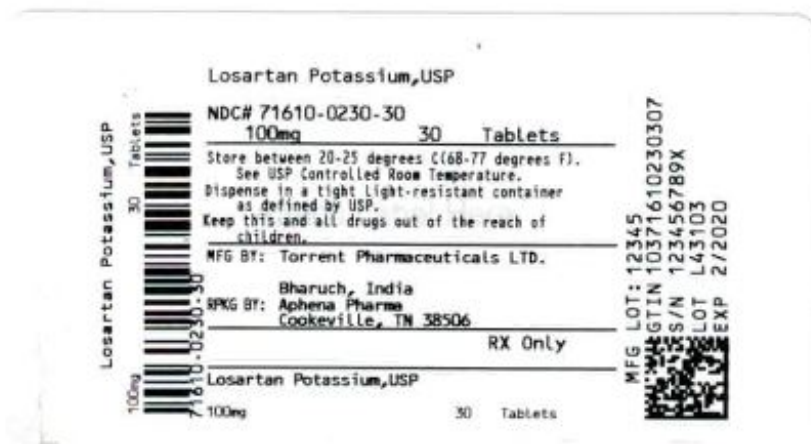 Losartan Potassium,USP
NDC# 71610-0230-30
100mg 30 Tablets
Store between 20-25 degrees C(68-77 degrees F).
See USP Controlled Room Temperature.
Dispense in a tight light-resistant container
as defined by USP.
Keep this and all drugs out of the reach of
children.
MFG BY: Torrent Pharmaceuticals LTD.
Bharuch, India
RPKG BY: Aphena Pharma
Cookeville, TN 38506
RX Only
Losartan Potassium,USP
100mg 30 Tablets
Losartan Potassium,USP
100mg 30 Tablets
71610-0230-30
MFG LOT: 12345
GTIN 10371610230307
S/N 123456789X
LOT L43103
EXP 2/2020